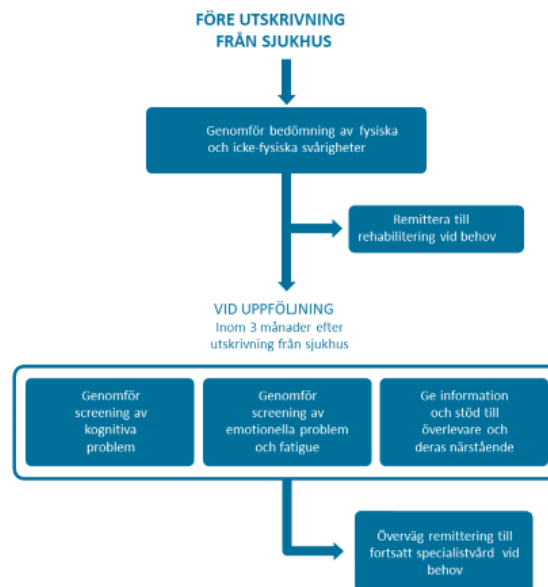 FÖRE UTSKRIVNING
FRÅN SJUKHUS
Genomför bedömning av fysiska
och icke-fysiska svårigheter
Remittera till
rehabilitering vid behov
VID UPPFÖLJNING
Inom 3 månader efter
utskrivning från sjukhus
Genomför
screening av
kognitiva
problem
Genomför
screening av
emotionella problem
och fatigue
Ge information
och stöd till
överlevare och
deras närstående
Överväg remittering till
fortsatt specialistvård vid
behov